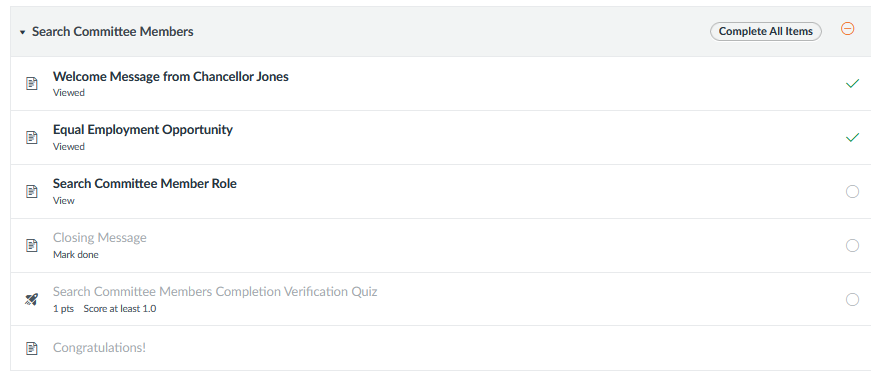 Search Committee Members
Complete All Items
Welcome Message from Chancellor Jones
Viewed
Equal Employment Opportunity
Viewed
Search Committee Member Role
View
Closing Message
Mark done
Search Committee Members Completion Verification Quiz
1 pts Score at least 1.0
Congratulations!